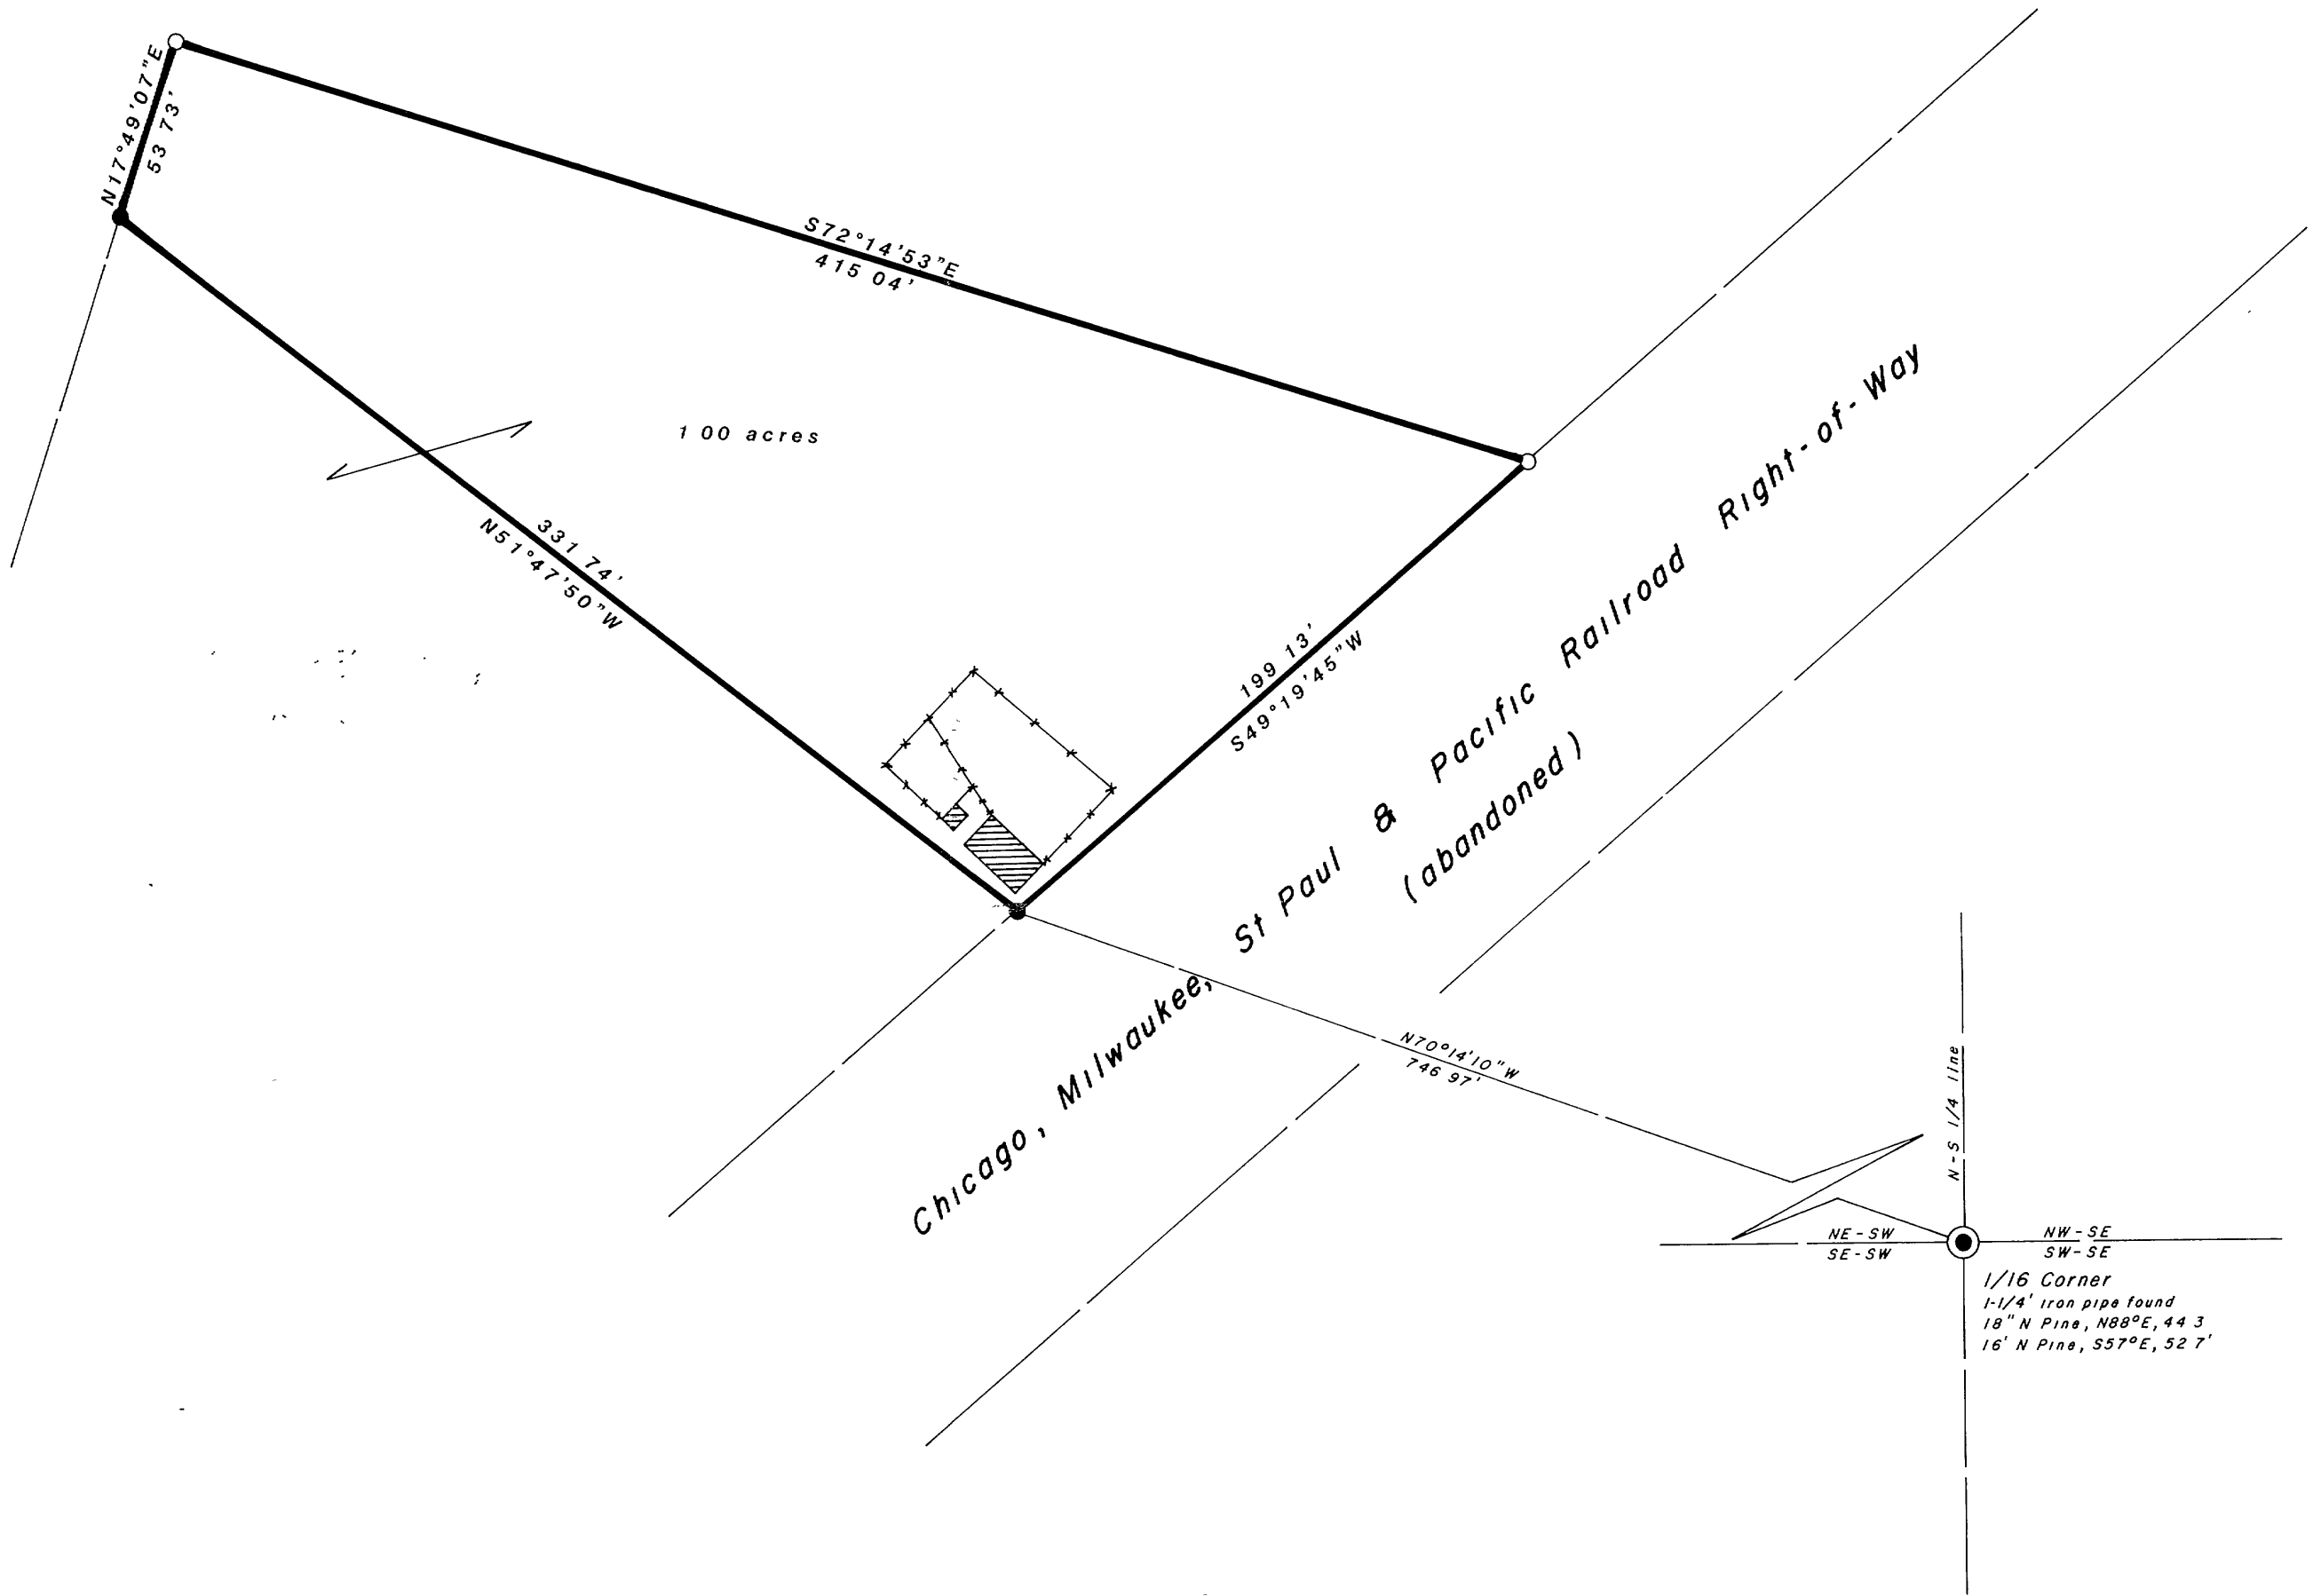 N17°49'07"E
53 73'
S72°14'53"E
415 04'
1 00 acres
331 74'
N51°47'50"W
199 13'
S49°19'45"W
Chicago, Milwaukee, St Paul & Pacific Railroad Right-of-Way
(abandoned)
N70°14'10"W
746 97'
N-S 1/4 line
NE-SW
SE-SW
NW-SE
SW-SE
1/16 Corner
1-1/4' iron pipe found
18" N Pine, N88°E, 44 3
16' N Pine, S57°E, 52 7'